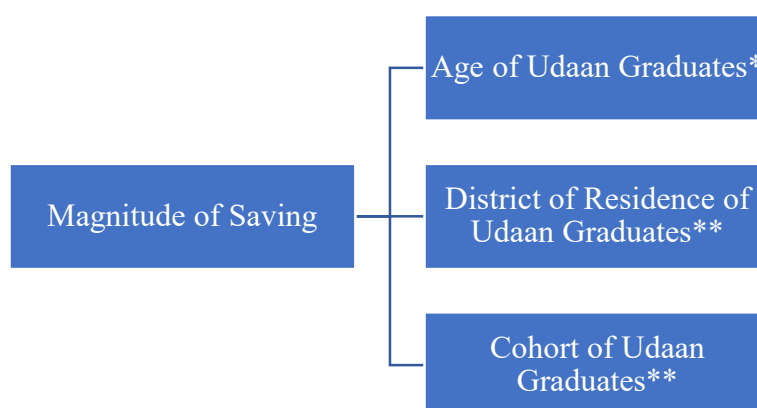 Age of Udaan Graduates*
Magnitude of Saving
District of Residence of
Udaan Graduates**
Cohort of Udaan
Graduates**